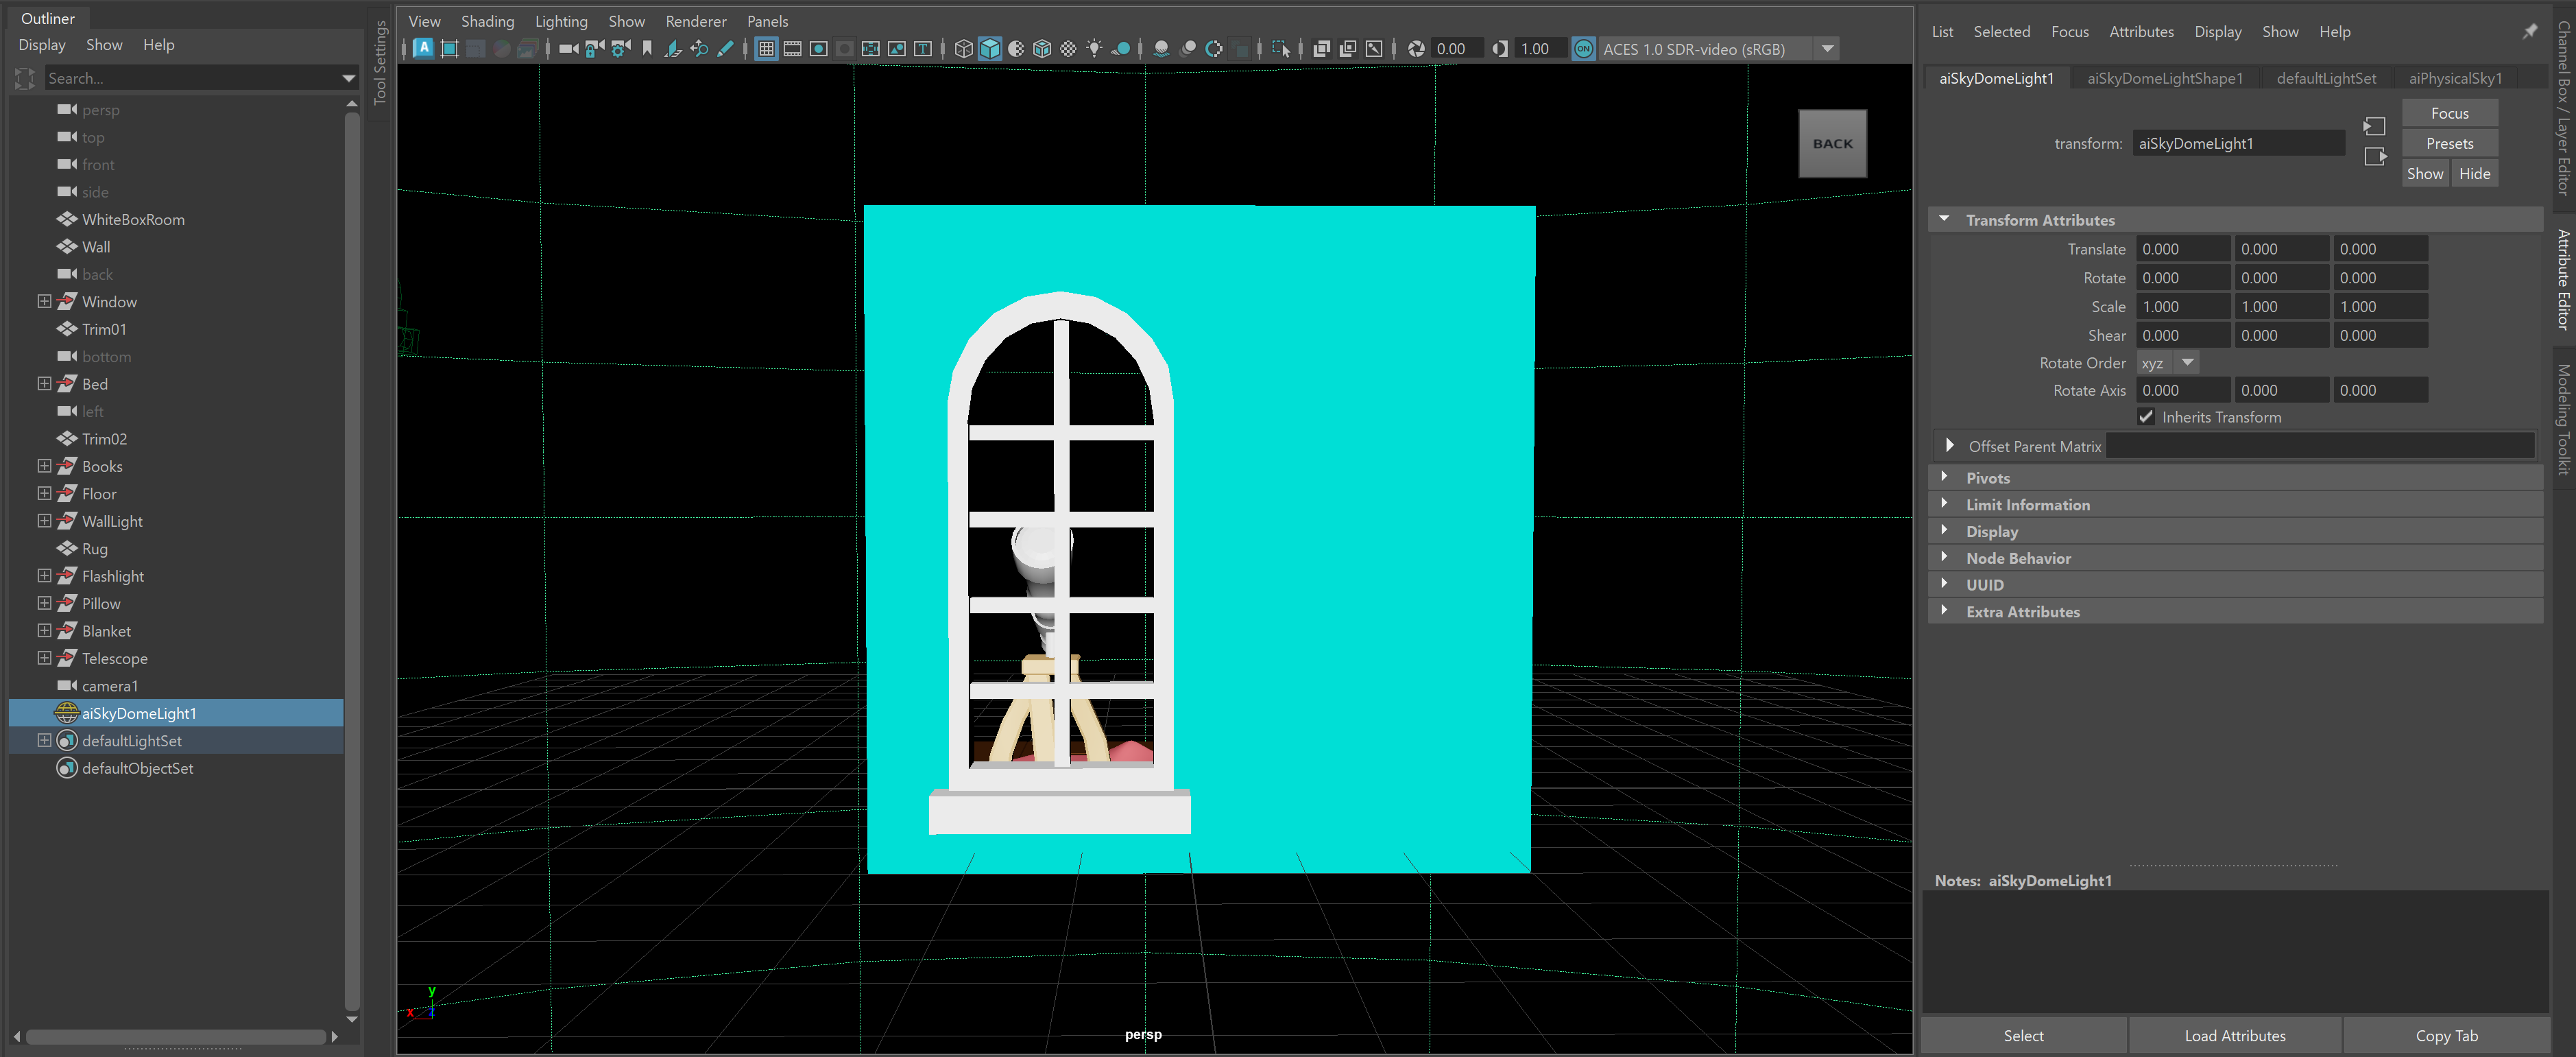 Outliner
Display Show Help
Search...
persp
top
front
side
WhiteBoxRoom
Wall
back
Window
Trim01
bottom
Bed
left
Trim02
Books
Floor
WallLight
Rug
Flashlight
Pillow
Blanket
Telescope
camera1
aiSkyDomeLight1
defaultLightSet
defaultObjectSet
Tool Settings
View Shading Lighting Show Renderer Panels
A T 0.00 1.00 ON ACES 1.0 SDR-video (sRGB)
BACK
y
x
persp
List Selected Focus Attributes Display Show Help
aiSkyDomeLight1 aiSkyDomeLightShape1 defaultLightSet aiPhysicalSky1
Focus
transform: aiSkyDomeLight1 Presets
Show Hide
Transform Attributes
Translate 0.000 0.000 0.000
Rotate 0.000 0.000 0.000
Scale 1.000 1.000 1.000
Shear 0.000 0.000 0.000
Rotate Order xyz
Rotate Axis 0.000 0.000 0.000
Inherits Transform
Offset Parent Matrix
Pivots
Limit Information
Display
Node Behavior
UUID
Extra Attributes
Notes: aiSkyDomeLight1
Select Load Attributes Copy Tab
Channel Box / Layer Editor
Attribute Editor
Modeling Toolkit